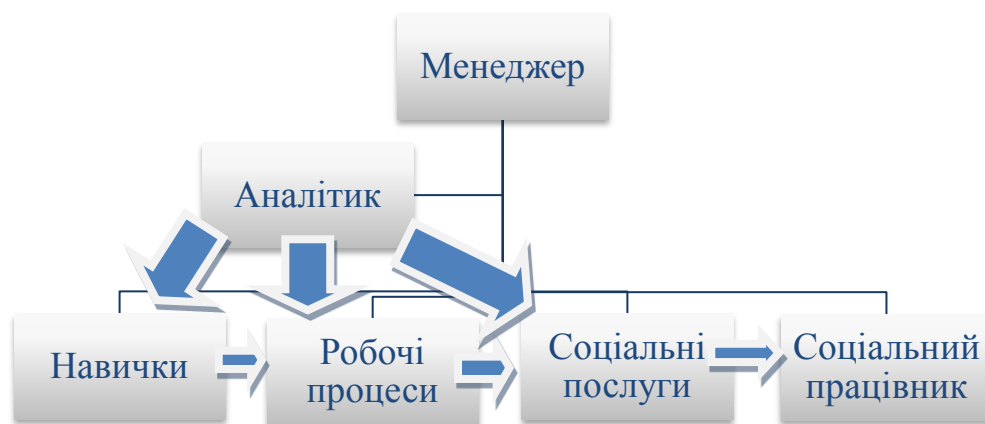 Менеджер
Аналітик
Навички
Робочі
процеси
Соціальні
послуги
Соціальний
працівник